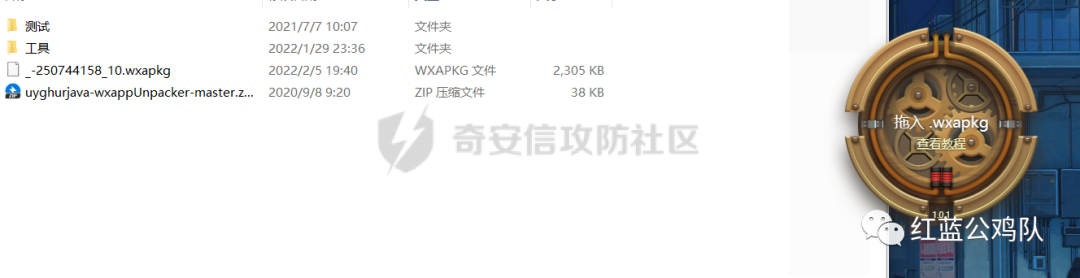 测试 2021/7/7 10:07 文件夹
工具 2022/1/29 23:36 文件夹
_-250744158_10.wxapkg 2022/2/5 19:40 WXAPKG 文件 2,305 KB
uyghurjava-wxappUnpacker-master.z... 2020/9/8 9:20 ZIP 压缩文件 38 KB
奇安信攻防社区
拖入 .wxapkg
查看教程
1.0.1
红蓝公鸡队